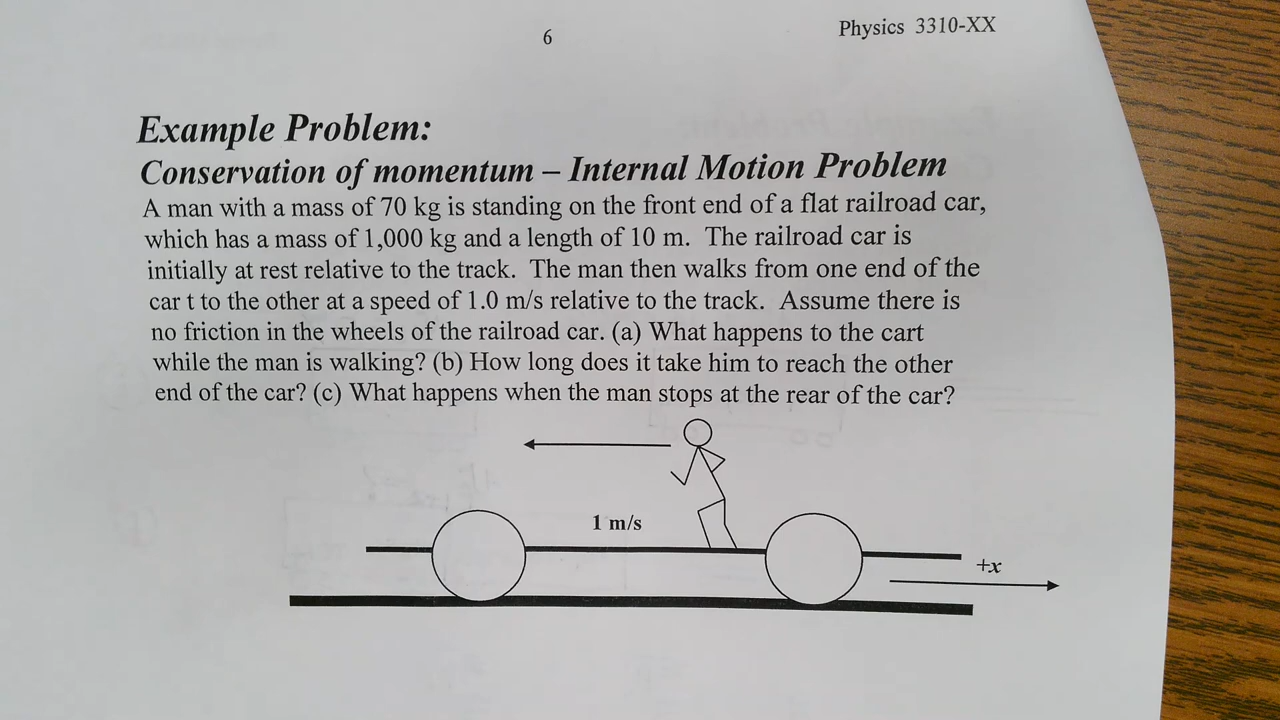 6
Physics 3310-XX
Example Problem:
Conservation of momentum – Internal Motion Problem
A man with a mass of 70 kg is standing on the front end of a flat railroad car,
which has a mass of 1,000 kg and a length of 10 m. The railroad car is
initially at rest relative to the track. The man then walks from one end of the
car t to the other at a speed of 1.0 m/s relative to the track. Assume there is
no friction in the wheels of the railroad car. (a) What happens to the cart
while the man is walking? (b) How long does it take him to reach the other
end of the car? (c) What happens when the man stops at the rear of the car?
1 m/s
+x